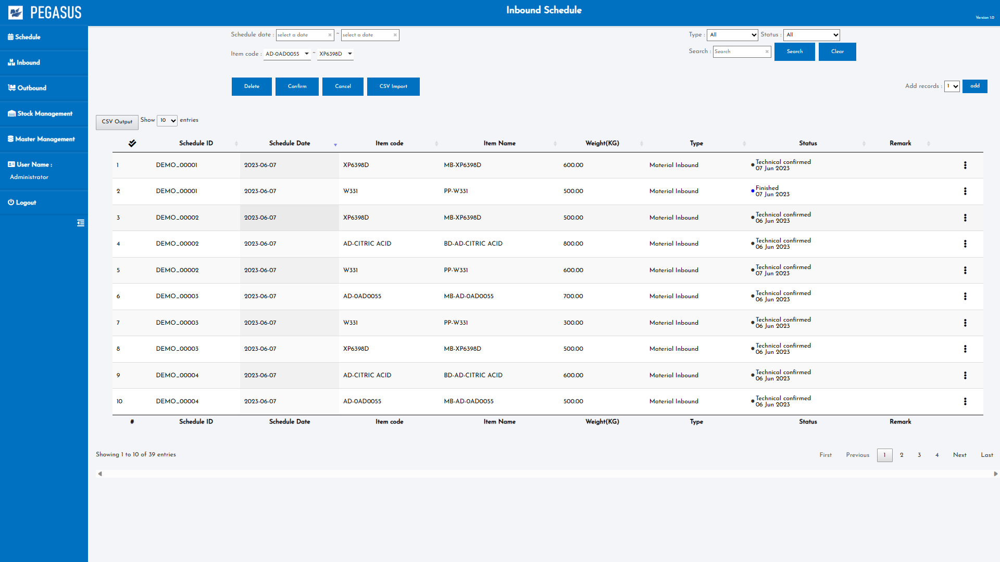 PEGASUS
Inbound Schedule
Version 1.0
Schedule
Inbound
Outbound
Stock Management
Master Management
User Name :
Administrator
Logout
Schedule date : select a date × ~ select a date ×
Type : All Status : All
Item code : AD-0AD0055 ~ XP6398D
Search : Search × Search Clear
Delete Confirm Cancel CSV Import
Add records : 1 add
CSV Output Show 10 entries
Schedule ID Schedule Date Item code Item Name Weight(KG) Type Status Remark
1 DEMO_00001 2023-06-07 XP6398D MB-XP6398D 600.00 Material Inbound Technical confirmed
07 Jun 2023
2 DEMO_00001 2023-06-07 W331 PP-W331 500.00 Material Inbound Finished
07 Jun 2023
3 DEMO_00002 2023-06-07 XP6398D MB-XP6398D 500.00 Material Inbound Technical confirmed
06 Jun 2023
4 DEMO_00002 2023-06-07 AD-CITRIC ACID BD-AD-CITRIC ACID 800.00 Material Inbound Technical confirmed
06 Jun 2023
5 DEMO_00002 2023-06-07 W331 PP-W331 600.00 Material Inbound Technical confirmed
07 Jun 2023
6 DEMO_00003 2023-06-07 AD-0AD0055 MB-AD-0AD0055 700.00 Material Inbound Technical confirmed
06 Jun 2023
7 DEMO_00003 2023-06-07 W331 PP-W331 300.00 Material Inbound Technical confirmed
06 Jun 2023
8 DEMO_00003 2023-06-07 XP6398D MB-XP6398D 500.00 Material Inbound Technical confirmed
06 Jun 2023
9 DEMO_00004 2023-06-07 AD-CITRIC ACID BD-AD-CITRIC ACID 600.00 Material Inbound Technical confirmed
06 Jun 2023
10 DEMO_00004 2023-06-07 AD-0AD0055 MB-AD-0AD0055 500.00 Material Inbound Technical confirmed
06 Jun 2023
# Schedule ID Schedule Date Item code Item Name Weight(KG) Type Status Remark
Showing 1 to 10 of 39 entries
First Previous 1 2 3 4 Next Last